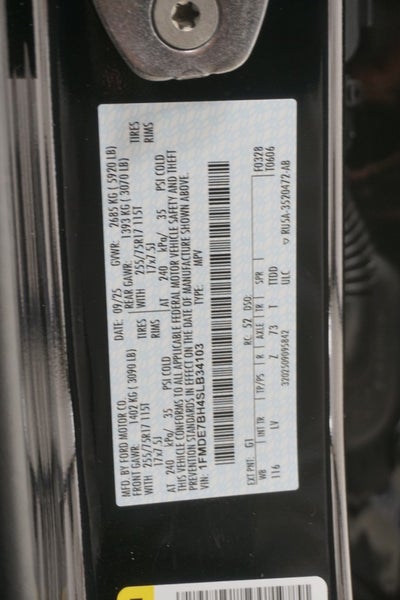 MFD. BY FORD MOTOR CO.
DATE: 09/25 GVWR: 2685 KG ( 5920 LB)
FRONT GAWR: 1402 KG ( 3090 LB) REAR GAWR: 1393 KG ( 3070 LB)
WITH 255/75R17 115T TIRES WITH 255/75R17 115T TIRES
17x7.5J RIMS 17x7.5J RIMS
AT 240 kPa/ 35 PSI COLD AT 240 kPa/ 35 PSI COLD
THIS VEHICLE CONFORMS TO ALL APPLICABLE FEDERAL MOTOR VEHICLE SAFETY AND THEFT
PREVENTION STANDARDS IN EFFECT ON THE DATE OF MANUFACTURE SHOWN ABOVE.
VIN: 1FMDE7BH4SLB34103 TYPE: MPV
F0328
F0606
EXT PNT: G1 RC: 52 DSO:
WB INT TR TP/PS R AXLE TR SPR
116 LV Z 73 T TTDD
ULC
3202509095842
RU5A-3520472-AB